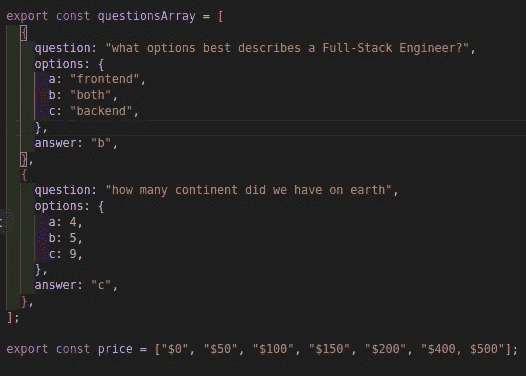 export const questionsArray = [
{
question: "what options best describes a Full-Stack Engineer?",
options: {
a: "frontend",
b: "both",
c: "backend",
},
answer: "b",
},
{
question: "how many continent did we have on earth",
options: {
a: 4,
b: 5,
c: 9,
},
answer: "c",
},
];
export const price = ["$0", "$50", "$100", "$150", "$200", "$400, $500"];